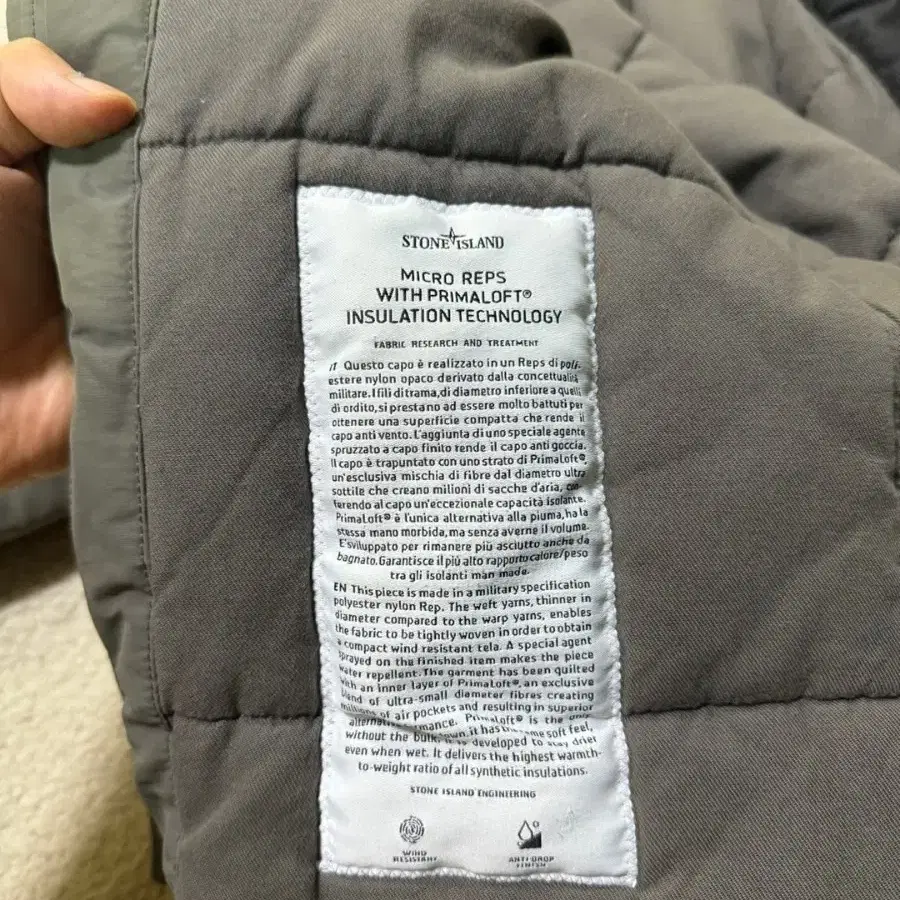 STONE ISLAND
MICRO REPS
WITH PRIMALOFT®
INSULATION TECHNOLOGY
FABRIC RESEARCH AND TREATMENT
IT Questo capo è realizzato in un Reps di poli-
estere nylon opaco derivato dalla concettualità
militare. I fili di trama, di diametro inferiore a quelli
di ordito, si prestano ad essere molto battuti per
ottenere una superficie compatta che rende il
capo anti vento. L'aggiunta di uno speciale agente
spruzzato a capo finito rende il capo anti goccia.
Il capo è trapuntato con uno strato di PrimaLoft®,
un'esclusiva mischia di fibre dal diametro ultra
sottile che creano milioni di sacche d'aria, con-
ferendo al capo un'eccezionale capacità isolante.
PrimaLoft® è l'unica alternativa alla piuma, ha la
stessa mano morbida, ma senza averne il volume.
E' sviluppato per rimanere più asciutto anche da
bagnato. Garantisce il più alto rapporto calore/peso
tra gli isolanti man made.
EN This piece is made in a military specification
polyester nylon Rep. The weft yarns, thinner in
diameter compared to the warp yarns, enables
the fabric to be tightly woven in order to obtain
a compact wind resistant tela. A special agent
sprayed on the finished item makes the piece
water repellent. The garment has been quilted
with an inner layer of PrimaLoft®, an exclusive
blend of ultra-small diameter fibres creating
millions of air pockets and resulting in superior
PrimaLoft® is the only
without the bulk. it has the same soft feel,
developed to stay drier
even when wet. It delivers the highest warmth-
to-weight ratio of all synthetic insulations.
STONE ISLAND ENGINEERING
WIND
RESISTANT
ANTI DROP
FINISH